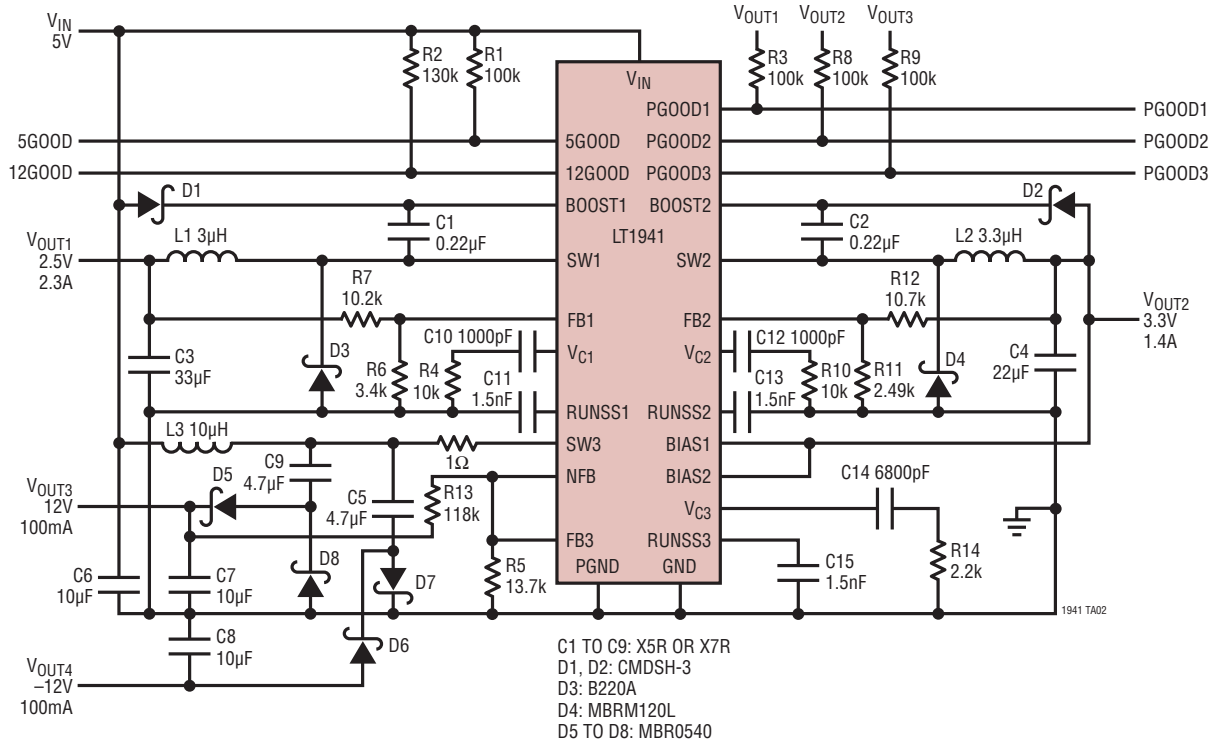 VIN
5V
R2
130k
R1
100k
VOUT1
VOUT2
VOUT3
R3
100k
R8
100k
R9
100k
VIN
PGOOD1
PGOOD1
5GOOD
5GOOD
PGOOD2
PGOOD2
12GOOD
12GOOD
PGOOD3
PGOOD3
D1
BOOST1
BOOST2
D2
C1
0.22µF
LT1941
C2
0.22µF
VOUT1
2.5V
2.3A
L1 3µH
SW1
SW2
L2 3.3µH
R7
10.2k
R12
10.7k
VOUT2
3.3V
1.4A
FB1
FB2
C10 1000pF
C12 1000pF
VC1
VC2
C3
33µF
D3
R6
3.4k
R4
10k
C11
1.5nF
C13
1.5nF
R10
10k
R11
2.49k
D4
C4
22µF
RUNSS1
RUNSS2
L3 10µH
1Ω
SW3
BIAS1
C9
4.7µF
D5
NFB
BIAS2
VOUT3
12V
100mA
C5
4.7µF
R13
118k
C14 6800pF
VC3
FB3
RUNSS3
C6
10µF
C7
10µF
D8
D7
R5
13.7k
PGND
GND
C15
1.5nF
R14
2.2k
1941 TA02
C8
10µF
D6
VOUT4
–12V
100mA
C1 TO C9: X5R OR X7R
D1, D2: CMDSH-3
D3: B220A
D4: MBRM120L
D5 TO D8: MBR0540